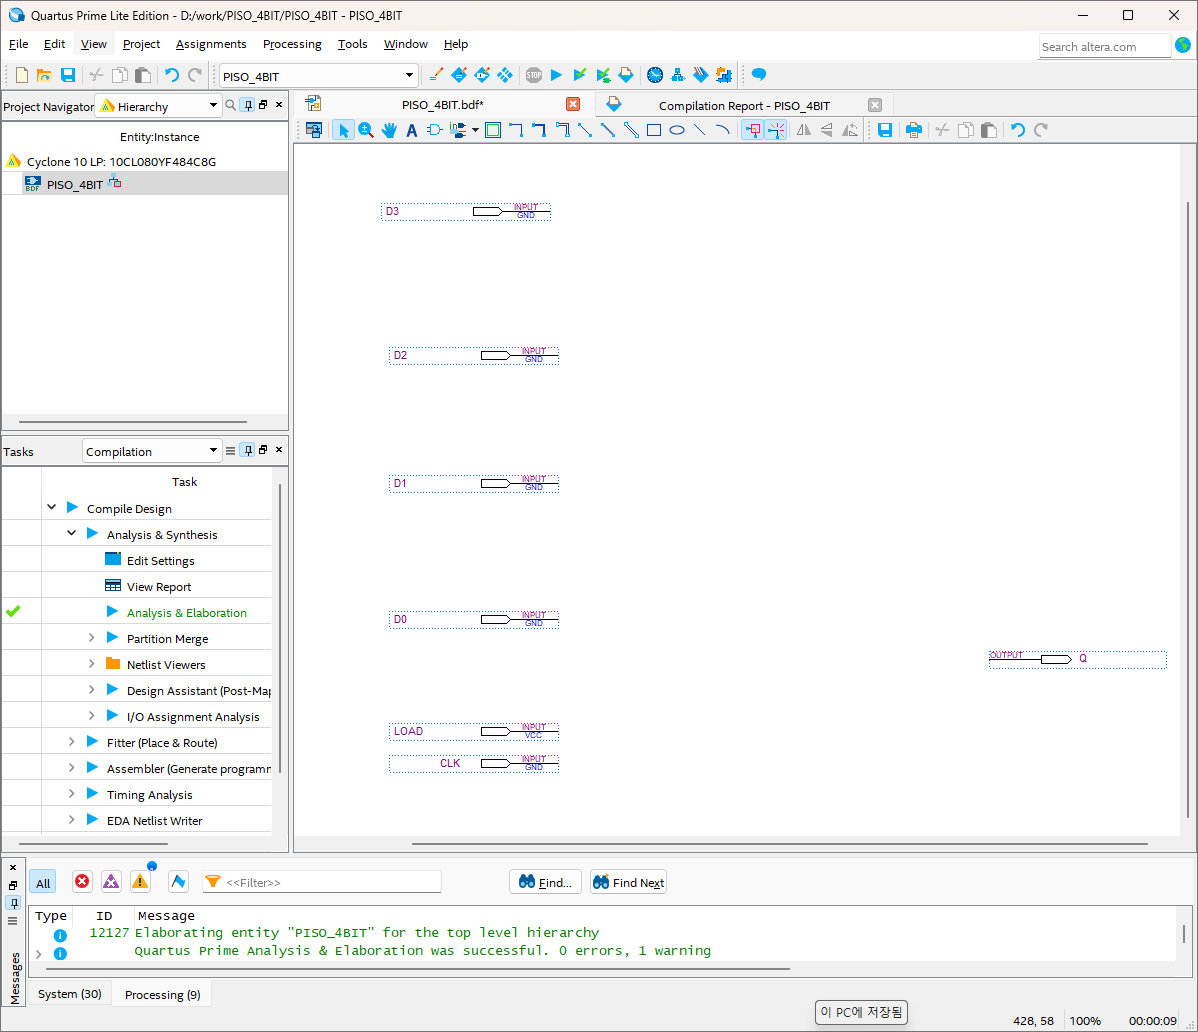 Quartus Prime Lite Edition - D:/work/PISO_4BIT/PISO_4BIT - PISO_4BIT
File Edit View Project Assignments Processing Tools Window Help
Search altera.com
PISO_4BIT
STOP
Project Navigator Hierarchy
PISO_4BIT.bdf*
Compilation Report - PISO_4BIT
A
Entity:Instance
Cyclone 10 LP: 10CL080YF484C8G
BDF PISO_4BIT
D3 INPUT
GND
D2 INPUT
GND
D1 INPUT
GND
D0 INPUT
GND
OUTPUT Q
LOAD INPUT
VCC
CLK INPUT
GND
Tasks Compilation
Task
Compile Design
Analysis & Synthesis
Edit Settings
View Report
Analysis & Elaboration
Partition Merge
Netlist Viewers
Design Assistant (Post-Map
I/O Assignment Analysis
Fitter (Place & Route)
Assembler (Generate programm
Timing Analysis
EDA Netlist Writer
All <<Filter>> Find... Find Next
Type ID Message
12127 Elaborating entity "PISO_4BIT" for the top level hierarchy
Quartus Prime Analysis & Elaboration was successful. 0 errors, 1 warning
Messages
System (30) Processing (9)
이 PC에 저장됨
428, 58 100% 00:00:09